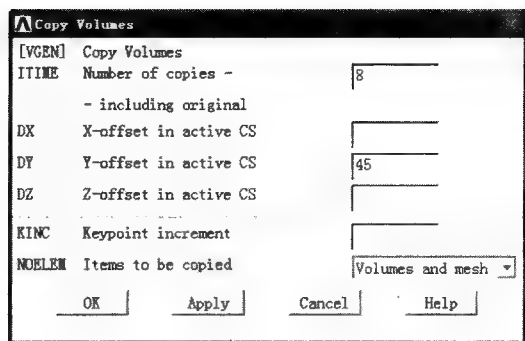 Copy Volumes
[VGEN] Copy Volumes
ITIME Number of copies - 8
- including original
DX X-offset in active CS
DY Y-offset in active CS 45
DZ Z-offset in active CS
KINC Keypoint increment
NOELEM Items to be copied Volumes and mesh
OK Apply Cancel Help